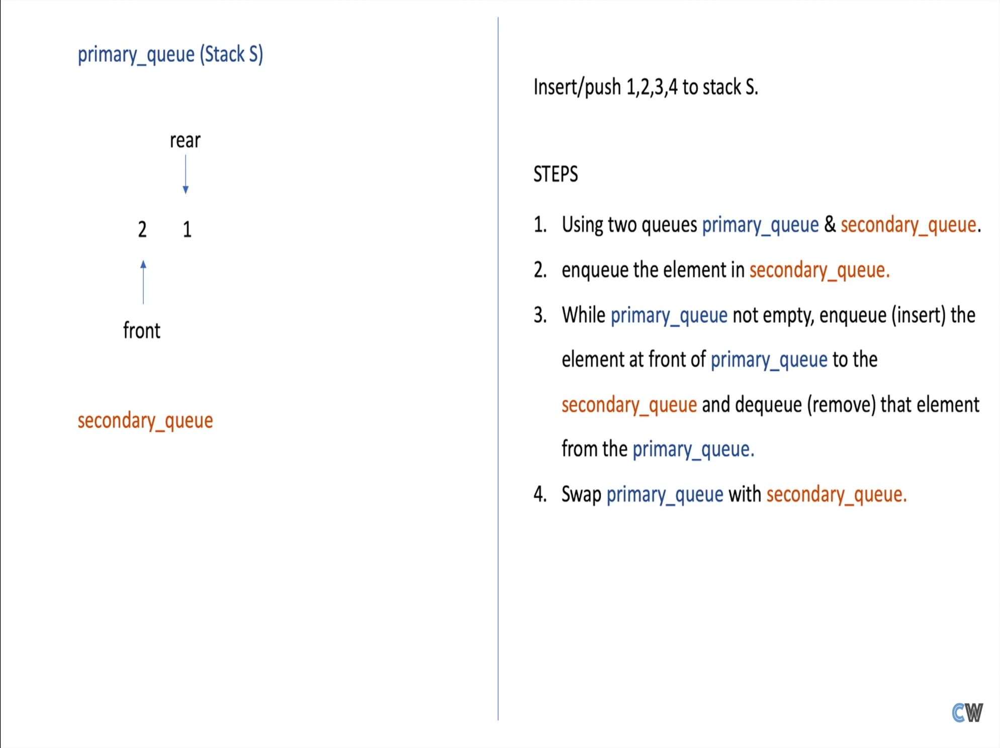 primary_queue (Stack S)
rear
2 1
front
secondary_queue
Insert/push 1,2,3,4 to stack S.
STEPS
1. Using two queues primary_queue & secondary_queue.
2. enqueue the element in secondary_queue.
3. While primary_queue not empty, enqueue (insert) the
element at front of primary_queue to the
secondary_queue and dequeue (remove) that element
from the primary_queue.
4. Swap primary_queue with secondary_queue.
CW